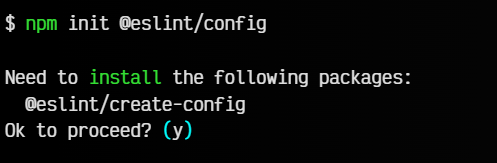 $ npm init @eslint/config
Need to install the following packages:
@eslint/create-config
Ok to proceed? (y)